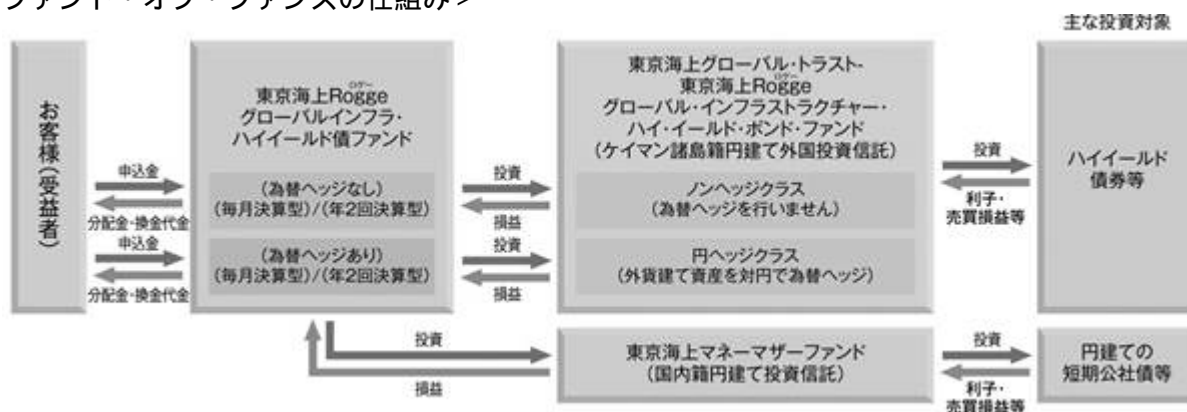 ファンド・オブ・ファンズの仕組み＞
主な投資対象
お客様（受益者）
申込金
分配金・換金代金
申込金
分配金・換金代金
東京海上Rogge
ロゲー
グローバルインフラ・
ハイイールド債ファンド
（為替ヘッジなし）
（毎月決算型）/（年2回決算型）
（為替ヘッジあり）
（毎月決算型）/（年2回決算型）
投資
損益
投資
損益
東京海上グローバル・トラスト-
東京海上Rogge
ロゲー
グローバル・インフラストラクチャー・
ハイ・イールド・ボンド・ファンド
（ケイマン諸島籍円建て外国投資信託）
ノンヘッジクラス
（為替ヘッジを行いません）
円ヘッジクラス
（外貨建て資産を対円で為替ヘッジ）
投資
利子・
売買損益等
ハイイールド
債券等
投資
損益
東京海上マネーマザーファンド
（国内籍円建て投資信託）
投資
利子・
売買損益等
円建ての
短期公社債等